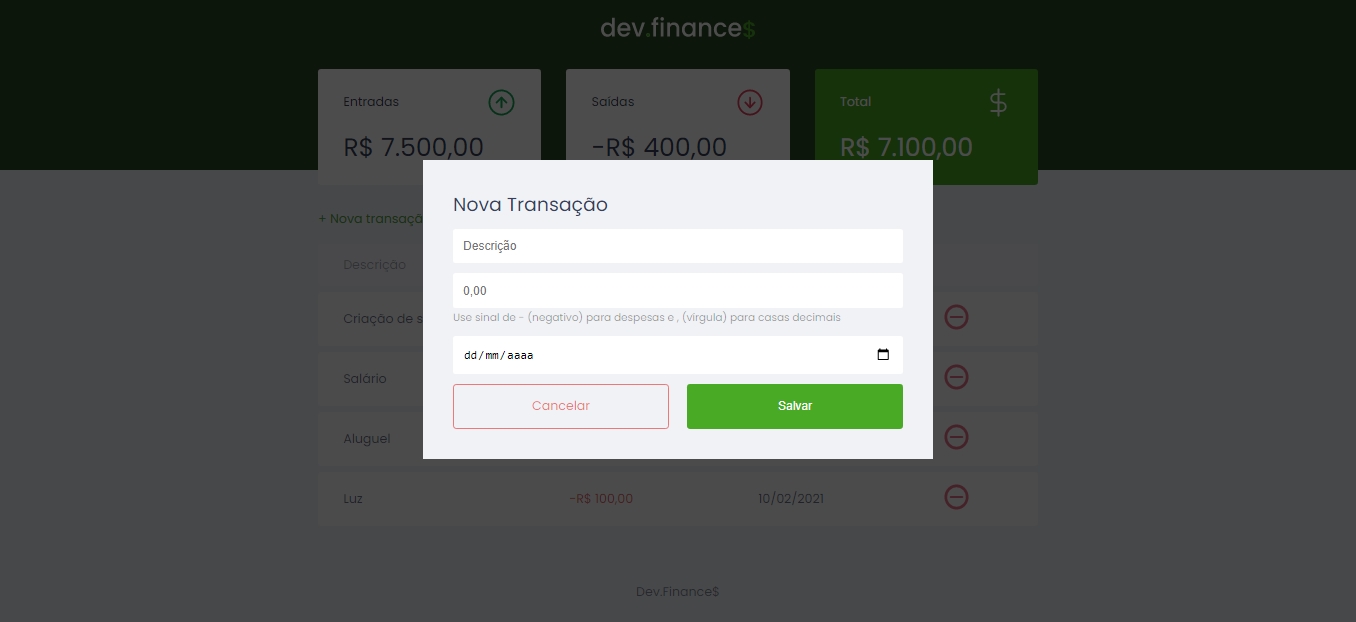 dev.finance$
Entradas
R$ 7.500,00
Saídas
-R$ 400,00
Total
R$ 7.100,00
+ Nova transaçã
Descrição
Criação de s
Salário
Aluguel
Luz -R$ 100,00 10/02/2021
Nova Transação
Descrição
0,00
Use sinal de - (negativo) para despesas e , (vírgula) para casas decimais
dd/mm/aaaa
Cancelar Salvar
Dev.Finance$